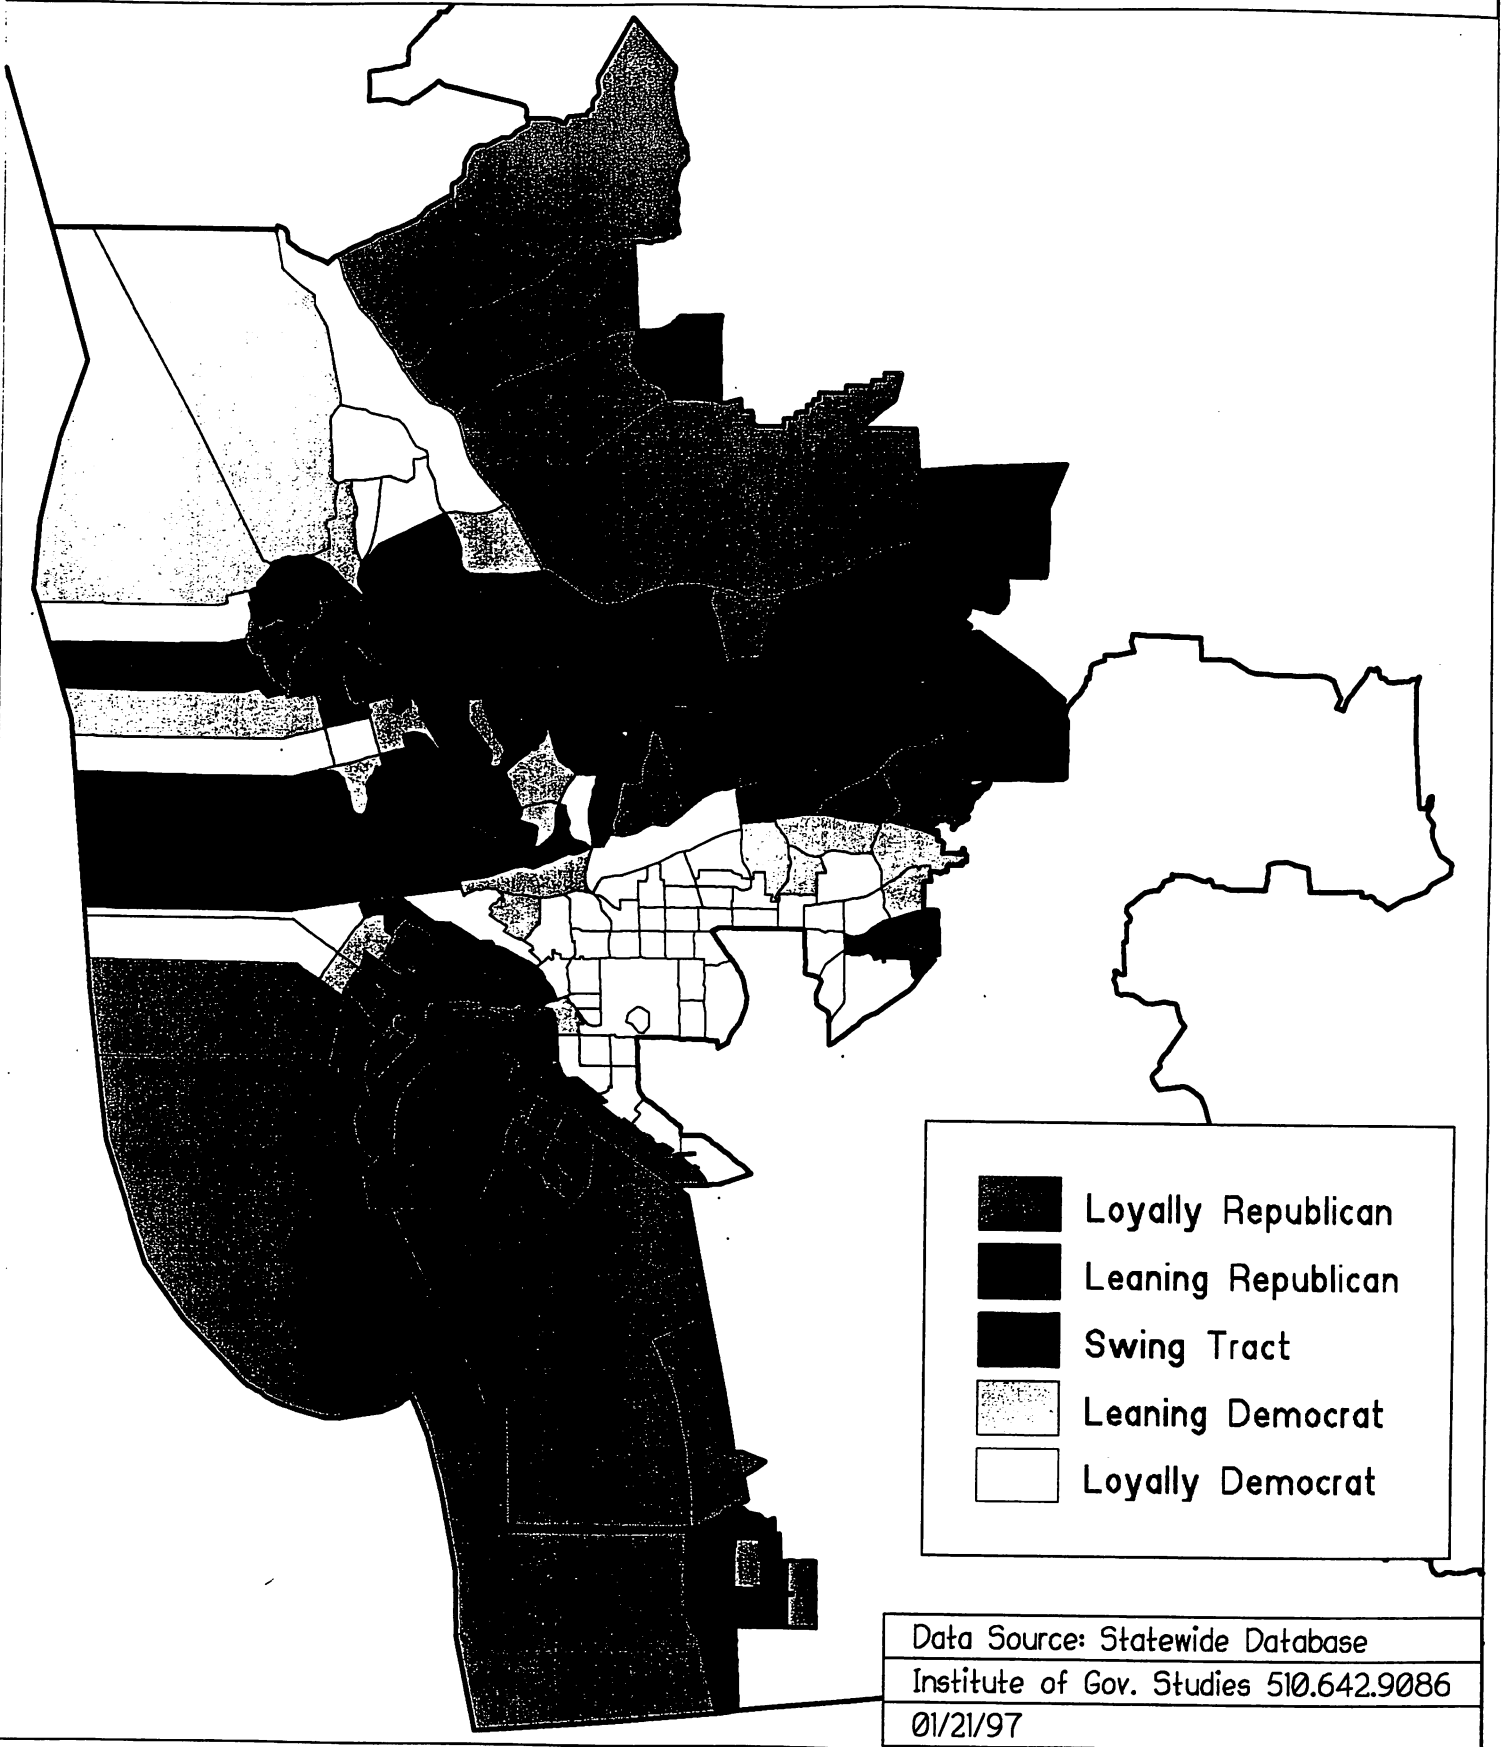 Loyally Republican
Leaning Republican
Swing Tract
Leaning Democrat
Loyally Democrat
Data Source: Statewide Database
Institute of Gov. Studies 510.642.9086
01/21/97